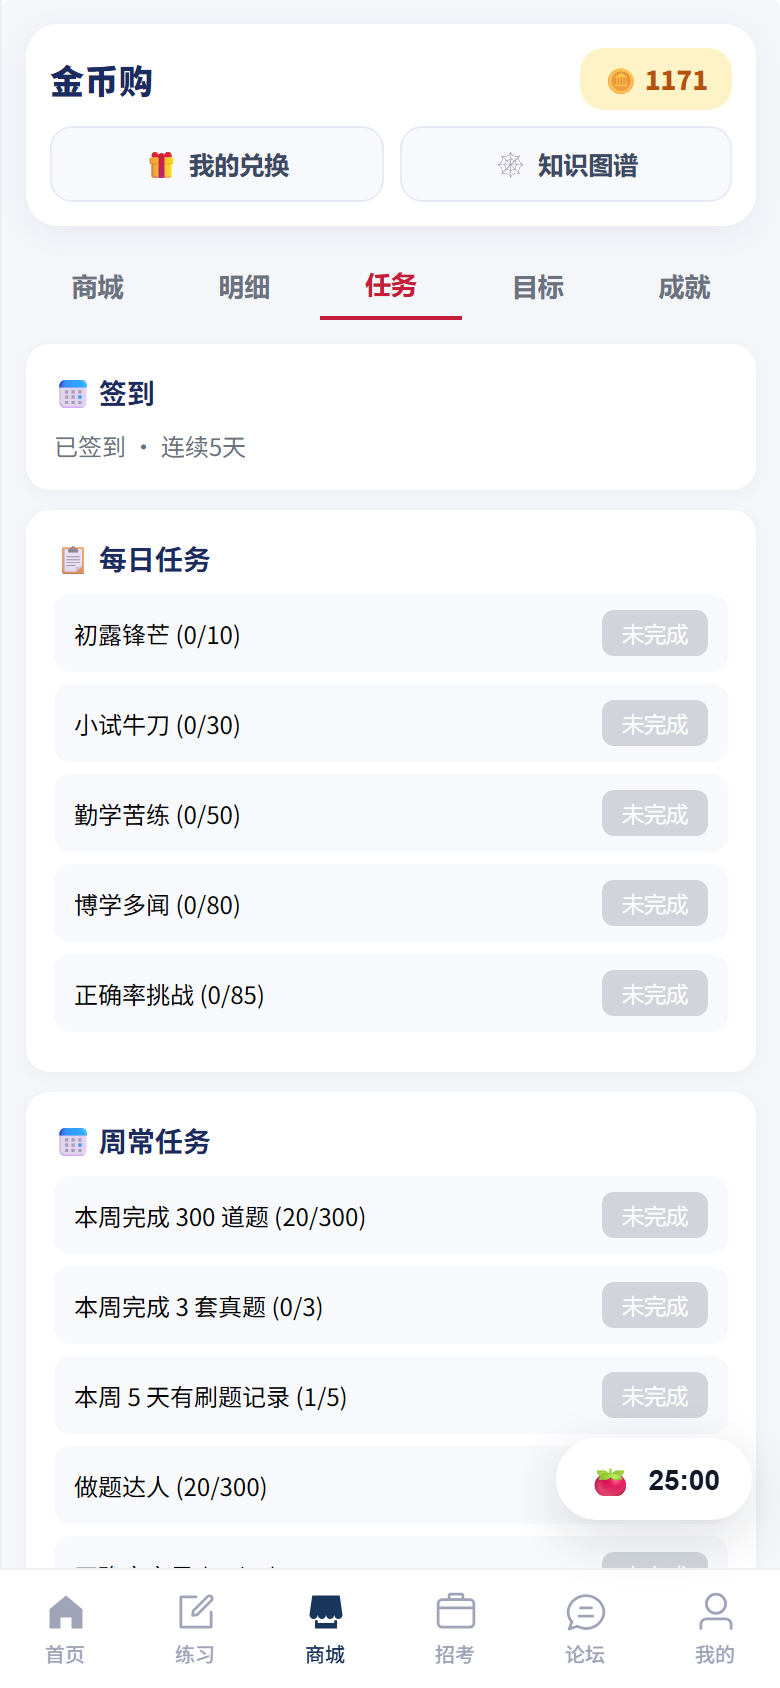 金币购
1171
我的兑换
知识图谱
商城
明细
任务
目标
成就
签到
已签到 · 连续5天
每日任务
初露锋芒 (0/10)
未完成
小试牛刀 (0/30)
未完成
勤学苦练 (0/50)
未完成
博学多闻 (0/80)
未完成
正确率挑战 (0/85)
未完成
周常任务
本周完成 300 道题 (20/300)
未完成
本周完成 3 套真题 (0/3)
未完成
本周 5 天有刷题记录 (1/5)
未完成
做题达人 (20/300)
25:00
首页
练习
商城
招考
论坛
我的